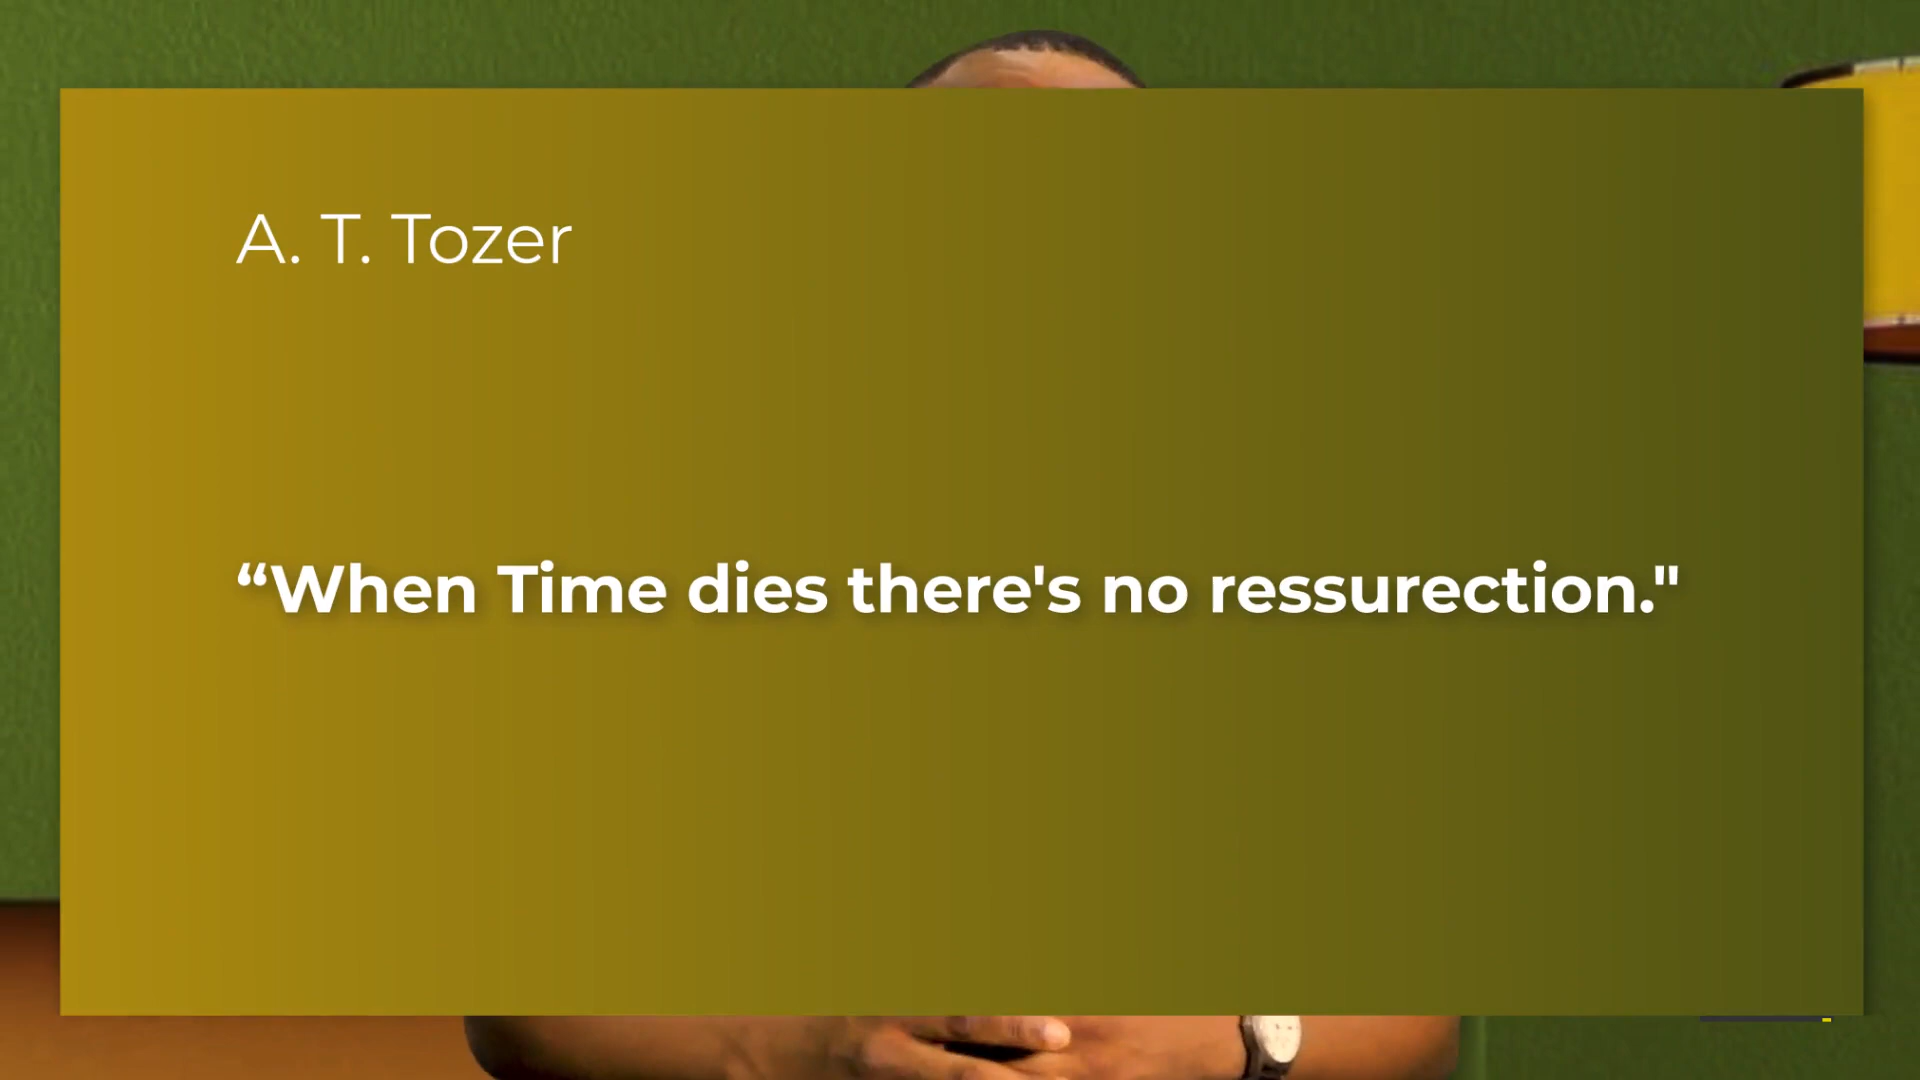 A. T. Tozer
“When Time dies there's no ressurection."